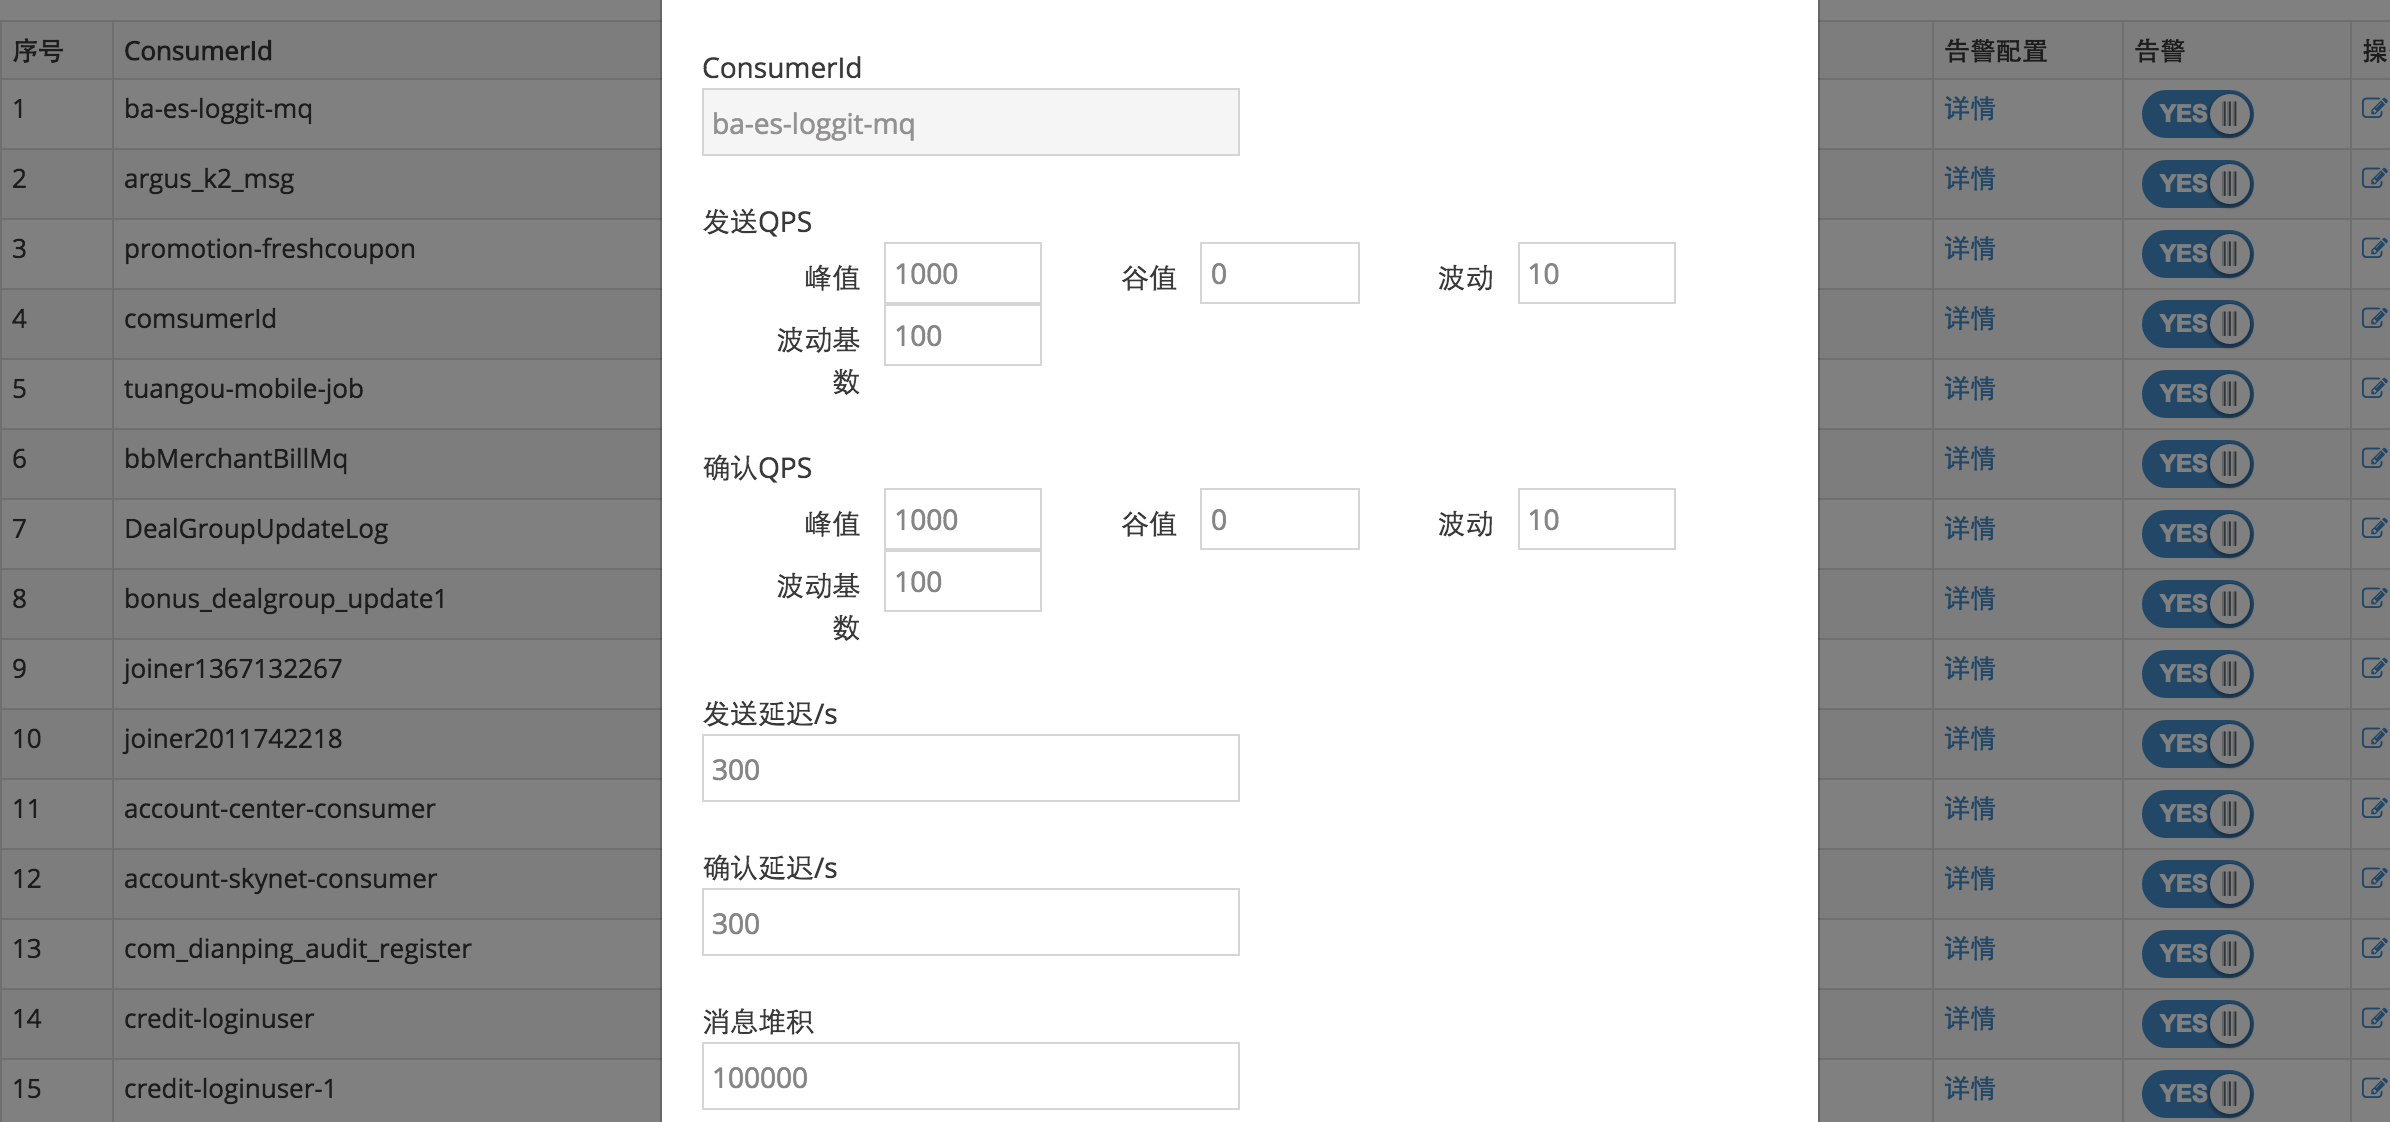 序号 ConsumerId 告警配置 告警 操
1 ba-es-loggit-mq 详情 YES
2 argus_k2_msg 详情 YES
3 promotion-freshcoupon 详情 YES
4 comsumerId 详情 YES
5 tuangou-mobile-job 详情 YES
6 bbMerchantBillMq 详情 YES
7 DealGroupUpdateLog 详情 YES
8 bonus_dealgroup_update1 详情 YES
9 joiner1367132267 详情 YES
10 joiner2011742218 详情 YES
11 account-center-consumer 详情 YES
12 account-skynet-consumer 详情 YES
13 com_dianping_audit_register 详情 YES
14 credit-loginuser 详情 YES
15 credit-loginuser-1 详情 YES
ConsumerId
ba-es-loggit-mq
发送QPS
峰值 1000 谷值 0 波动 10
波动基 100
数
确认QPS
峰值 1000 谷值 0 波动 10
波动基 100
数
发送延迟/s
300
确认延迟/s
300
消息堆积
100000